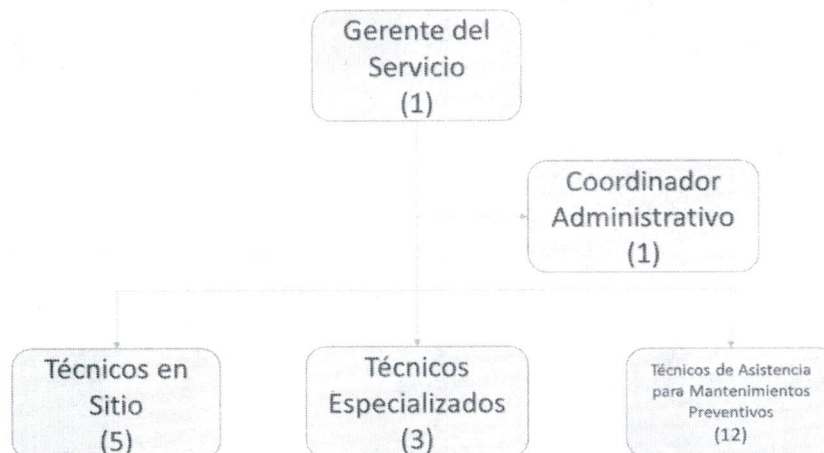 Gerente del
Servicio
(1)
Coordinador
Administrativo
(1)
Técnicos en
Sitio
(5)
Técnicos
Especializados
(3)
Técnicos de Asistencia
para Mantenimientos
Preventivos
(12)